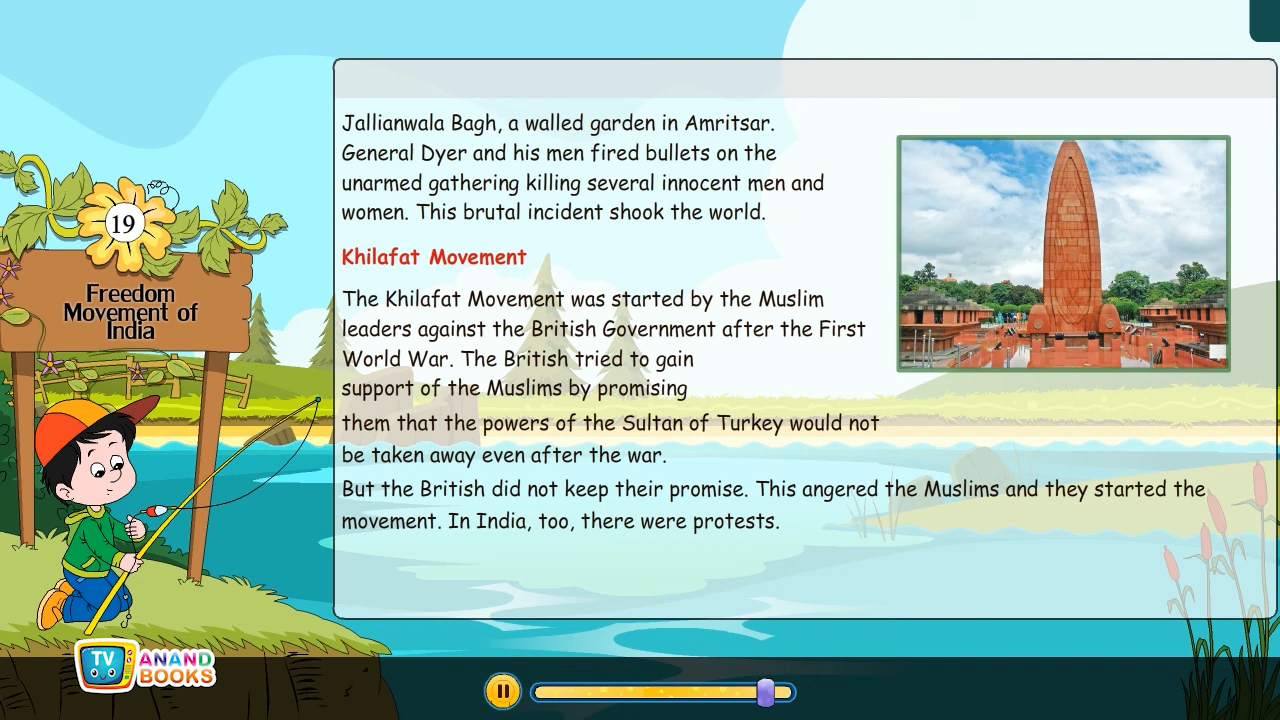 19
Freedom
Movement of
India
Jallianwala Bagh, a walled garden in Amritsar.
General Dyer and his men fired bullets on the
unarmed gathering killing several innocent men and
women. This brutal incident shook the world.
Khilafat Movement
The Khilafat Movement was started by the Muslim
leaders against the British Government after the First
World War. The British tried to gain
support of the Muslims by promising
them that the powers of the Sultan of Turkey would not
be taken away even after the war.
But the British did not keep their promise. This angered the Muslims and they started the
movement. In India, too, there were protests.
TV
ANAND
BOOKS